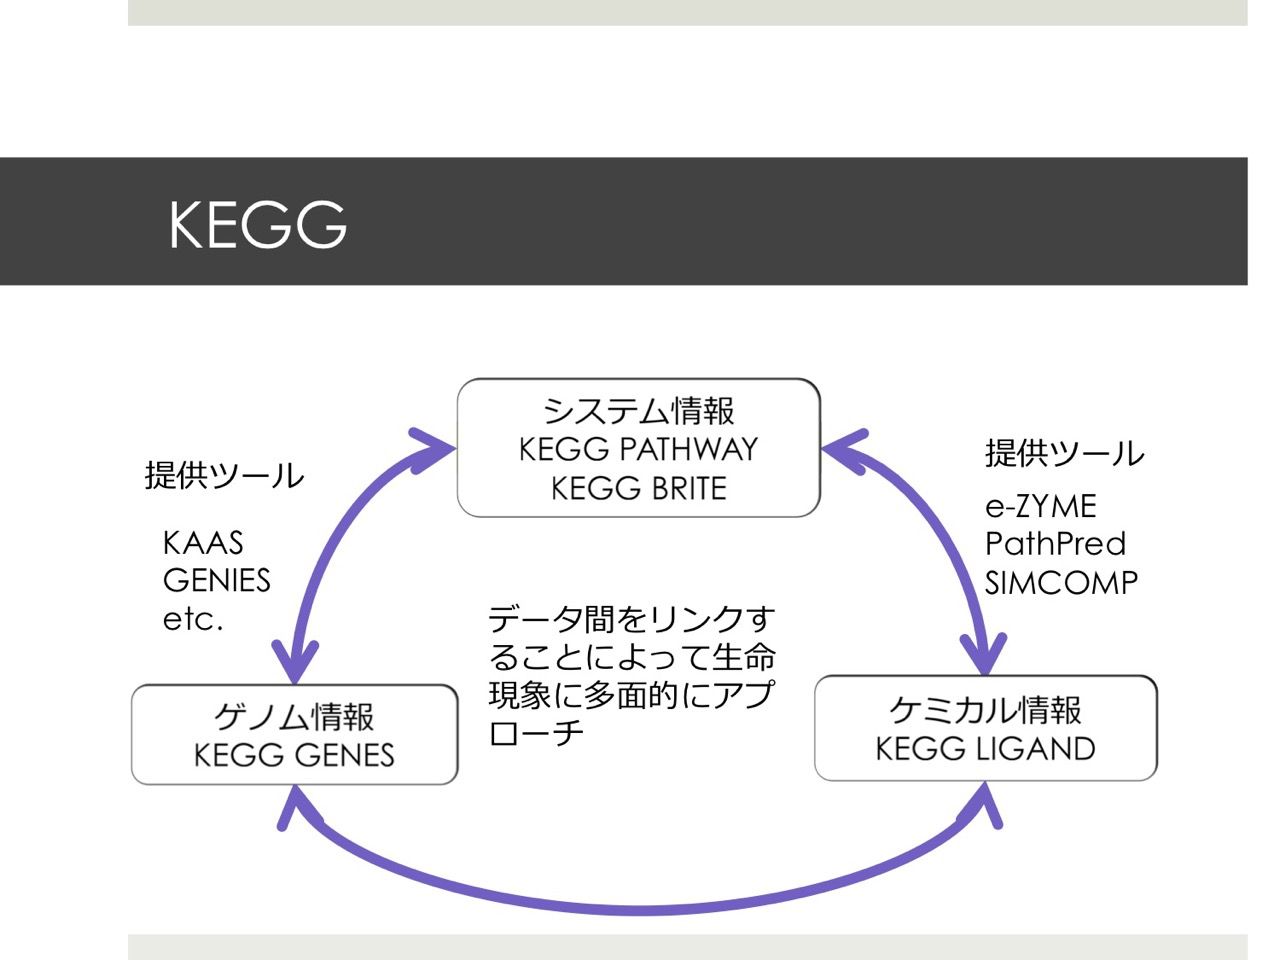 KEGG
システム情報
KEGG PATHWAY
KEGG BRITE
提供ツール
KAAS
GENIES
etc.
提供ツール
e-ZYME
PathPred
SIMCOMP
データ間をリンクす
ることによって生命
現象に多面的にアプ
ローチ
ゲノム情報
KEGG GENES
ケミカル情報
KEGG LIGAND